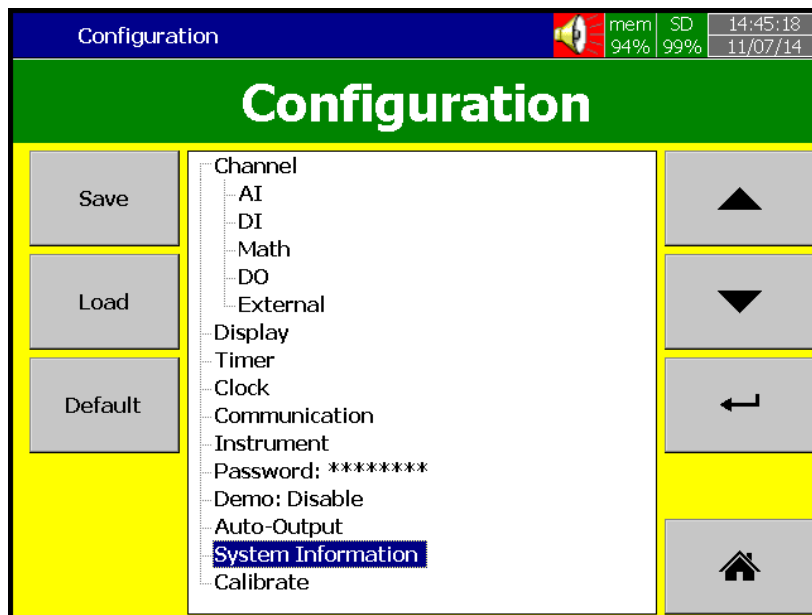 Configuration
mem
94%
SD
99%
14:45:18
11/07/14
Configuration
Save
Load
Default
Channel
AI
DI
Math
DO
External
Display
Timer
Clock
Communication
Instrument
Password: ********
Demo: Disable
Auto-Output
System Information
Calibrate